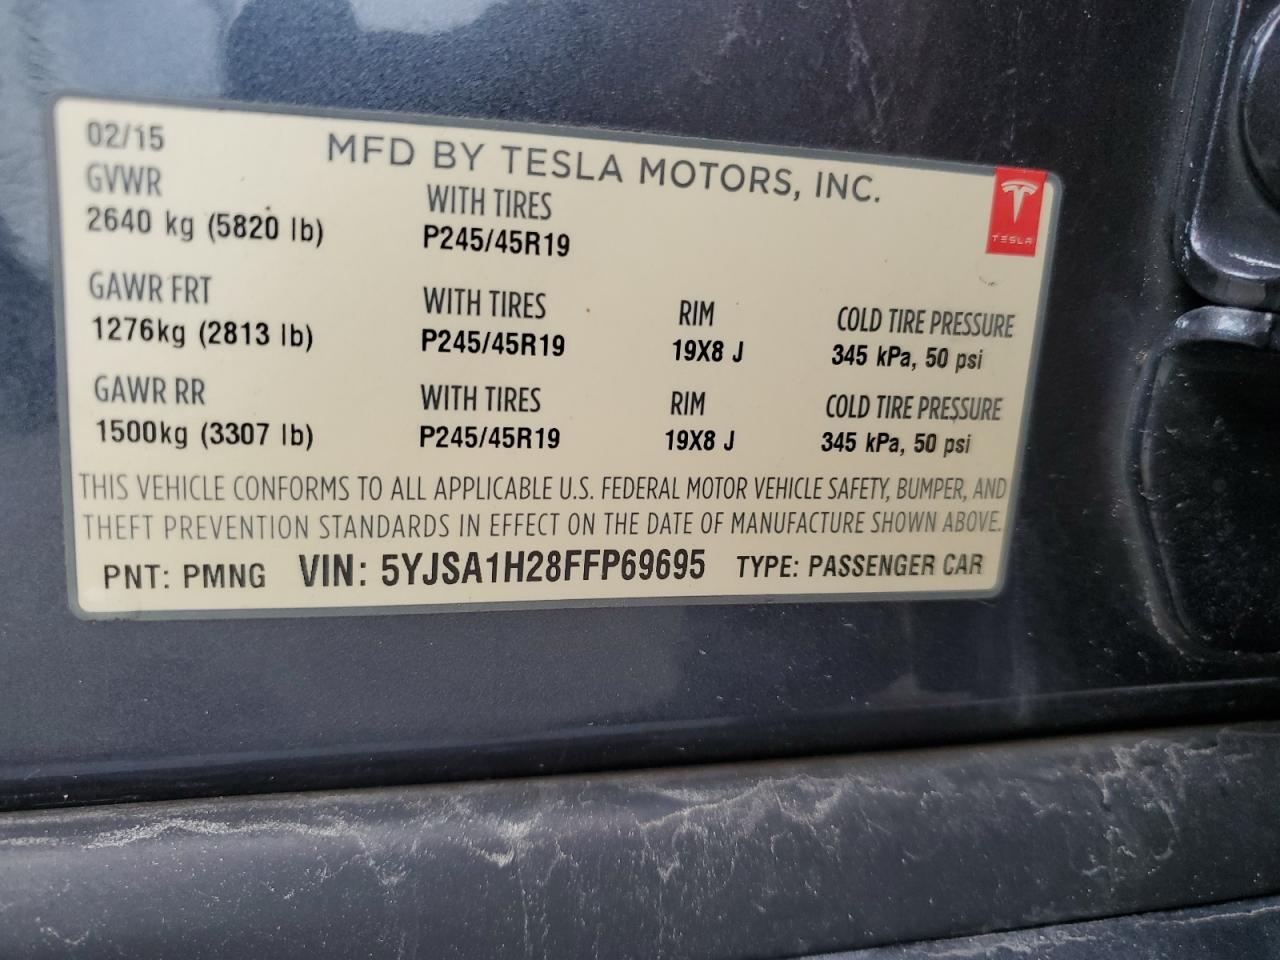 02/15
MFD BY TESLA MOTORS, INC.
TESLA
GVWR WITH TIRES
2640 kg (5820 lb) P245/45R19
GAWR FRT WITH TIRES RIM COLD TIRE PRESSURE
1276kg (2813 lb) P245/45R19 19X8 J 345 kPa, 50 psi
GAWR RR WITH TIRES RIM COLD TIRE PRESSURE
1500kg (3307 lb) P245/45R19 19X8 J 345 kPa, 50 psi
THIS VEHICLE CONFORMS TO ALL APPLICABLE U.S. FEDERAL MOTOR VEHICLE SAFETY, BUMPER, AND
THEFT PREVENTION STANDARDS IN EFFECT ON THE DATE OF MANUFACTURE SHOWN ABOVE.
PNT: PMNG VIN: 5YJSA1H28FFP69695 TYPE: PASSENGER CAR